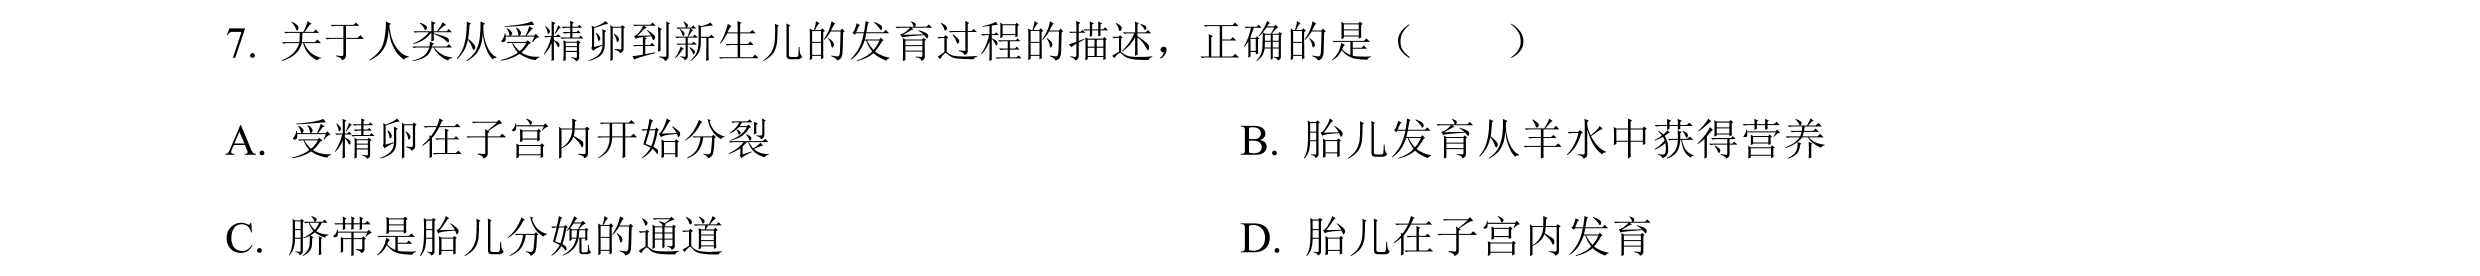 7. 关于人类从受精卵到新生儿的发育过程的描述，正确的是（　　）
A. 受精卵在子宫内开始分裂　　B. 胎儿发育从羊水中获得营养
C. 脐带是胎儿分娩的通道　　D. 胎儿在子宫内发育